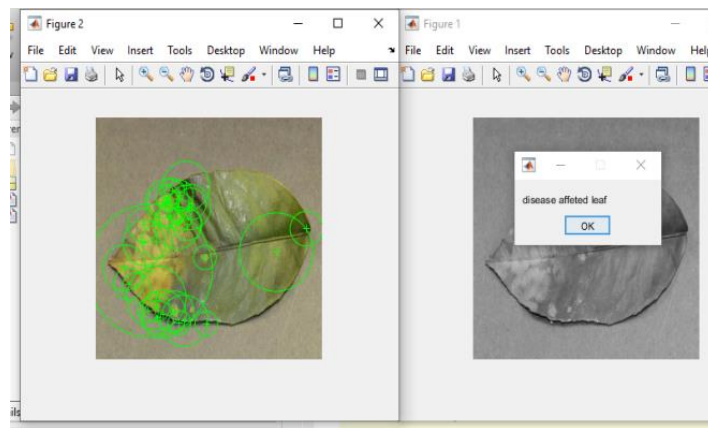 Figure 2
File Edit View Insert Tools Desktop Window Help
Figure 1
File Edit View Insert Tools Desktop Window Help
disease affeted leaf
OK